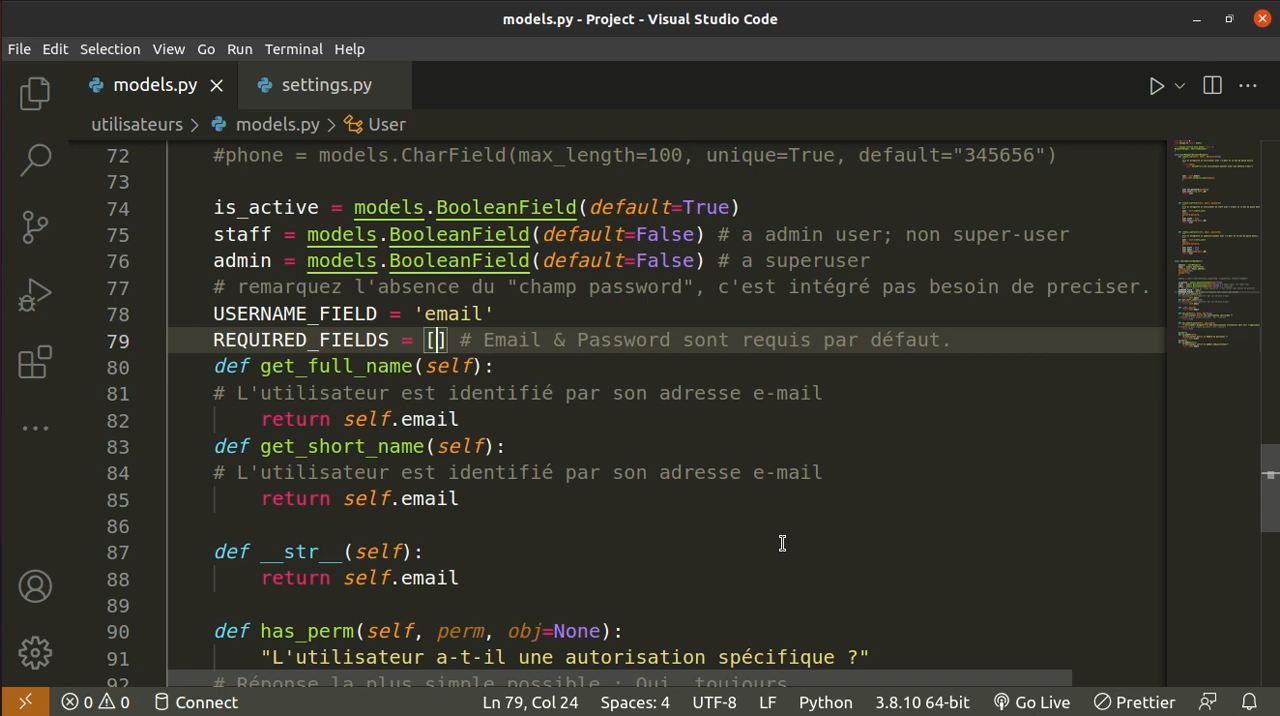 models.py - Project - Visual Studio Code
File Edit Selection View Go Run Terminal Help
models.py settings.py
utilisateurs > models.py > User
72 #phone = models.CharField(max_length=100, unique=True, default="345656")
73
74 is_active = models.BooleanField(default=True)
75 staff = models.BooleanField(default=False) # a admin user; non super-user
76 admin = models.BooleanField(default=False) # a superuser
77 # remarquez l'absence du "champ password", c'est intégré pas besoin de preciser.
78 USERNAME_FIELD = 'email'
79 REQUIRED_FIELDS = [] # Email & Password sont requis par défaut.
80 def get_full_name(self):
81 # L'utilisateur est identifié par son adresse e-mail
82 return self.email
83 def get_short_name(self):
84 # L'utilisateur est identifié par son adresse e-mail
85 return self.email
86
87 def __str__(self):
88 return self.email
89
90 def has_perm(self, perm, obj=None):
91 "L'utilisateur a-t-il une autorisation spécifique ?"
92 # Réponse la plus simple possible : Oui, toujours
0 0 Connect Ln 79, Col 24 Spaces: 4 UTF-8 LF Python 3.8.10 64-bit Go Live Prettier